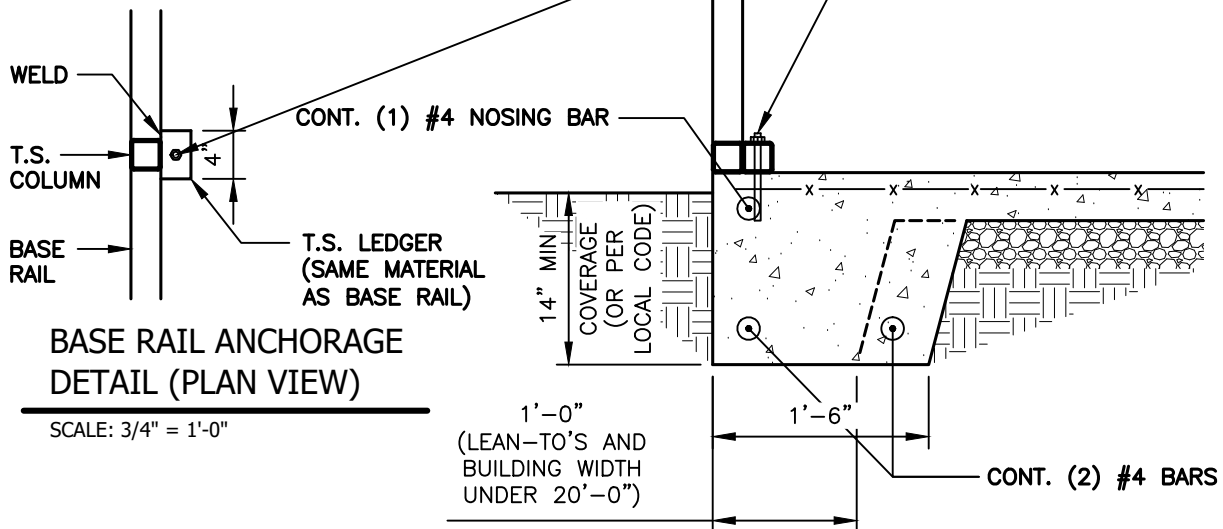 WELD
T.S.
COLUMN
4"
BASE
RAIL
T.S. LEDGER
(SAME MATERIAL
AS BASE RAIL)
BASE RAIL ANCHORAGE
DETAIL (PLAN VIEW)
SCALE: 3/4" = 1'-0"
CONT. (1) #4 NOSING BAR
X X X X
14" MIN
COVERAGE
(OR PER
LOCAL CODE)
1'-0"
(LEAN-TO'S AND
BUILDING WIDTH
UNDER 20'-0")
1'-6"
CONT. (2) #4 BARS